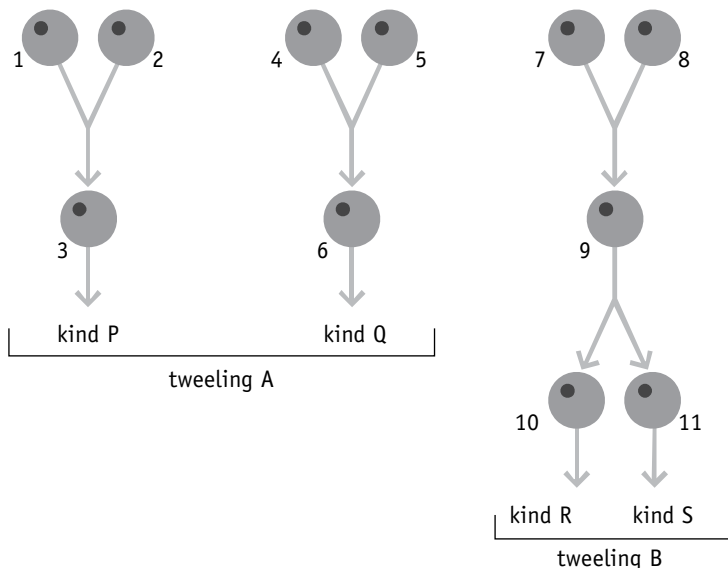 1 2 4 5 7 8
3 6 9
kind P kind Q
tweeling A
10 11
kind R kind S
tweeling B